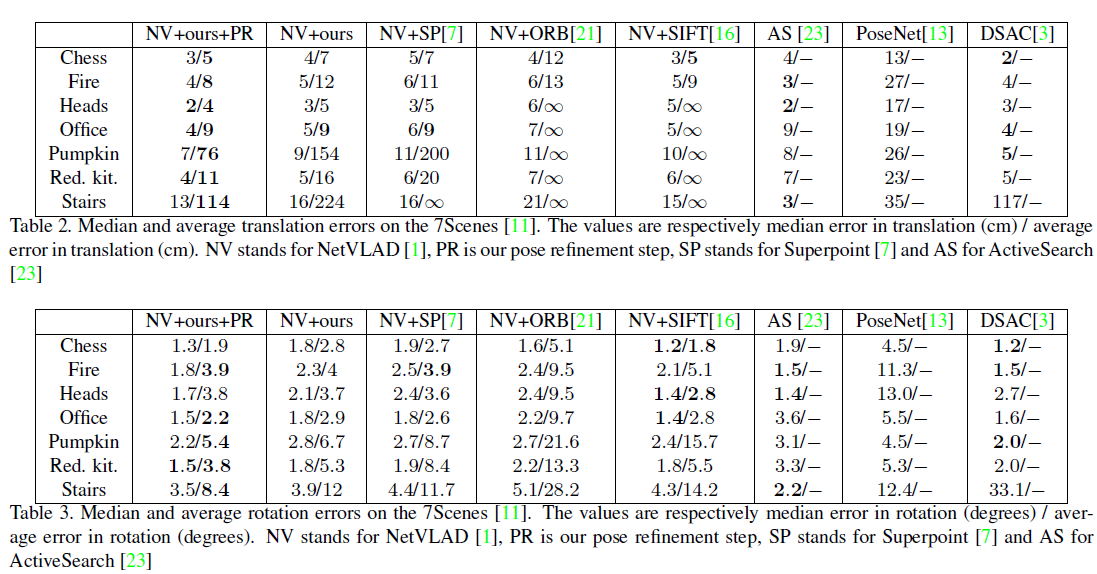 NV+ours+PR NV+ours NV+SP[7] NV+ORB[21] NV+SIFT[16] AS [23] PoseNet[13] DSAC[3]
Chess 3/5 4/7 5/7 4/12 3/5 4/− 13/− 2/−
Fire 4/8 5/12 6/11 6/13 5/9 3/− 27/− 4/−
Heads 2/4 3/5 3/5 6/∞ 5/∞ 2/− 17/− 3/−
Office 4/9 5/9 6/9 7/∞ 5/∞ 9/− 19/− 4/−
Pumpkin 7/76 9/154 11/200 11/∞ 10/∞ 8/− 26/− 5/−
Red. kit. 4/11 5/16 6/20 7/∞ 6/∞ 7/− 23/− 5/−
Stairs 13/114 16/224 16/∞ 21/∞ 15/∞ 3/− 35/− 117/−
Table 2. Median and average translation errors on the 7Scenes [11]. The values are respectively median error in translation (cm) / average
error in translation (cm). NV stands for NetVLAD [1], PR is our pose refinement step, SP stands for Superpoint [7] and AS for ActiveSearch
[23]
NV+ours+PR NV+ours NV+SP[7] NV+ORB[21] NV+SIFT[16] AS [23] PoseNet[13] DSAC[3]
Chess 1.3/1.9 1.8/2.8 1.9/2.7 1.6/5.1 1.2/1.8 1.9/− 4.5/− 1.2/−
Fire 1.8/3.9 2.3/4 2.5/3.9 2.4/9.5 2.1/5.1 1.5/− 11.3/− 1.5/−
Heads 1.7/3.8 2.1/3.7 2.4/3.6 2.4/9.5 1.4/2.8 1.4/− 13.0/− 2.7/−
Office 1.5/2.2 1.8/2.9 1.8/2.6 2.2/9.7 1.4/2.8 3.6/− 5.5/− 1.6/−
Pumpkin 2.2/5.4 2.8/6.7 2.7/8.7 2.7/21.6 2.4/15.7 3.1/− 4.5/− 2.0/−
Red. kit. 1.5/3.8 1.8/5.3 1.9/8.4 2.2/13.3 1.8/5.5 3.3/− 5.3/− 2.0/−
Stairs 3.5/8.4 3.9/12 4.4/11.7 5.1/28.2 4.3/14.2 2.2/− 12.4/− 33.1/−
Table 3. Median and average rotation errors on the 7Scenes [11]. The values are respectively median error in rotation (degrees) / aver-
age error in rotation (degrees). NV stands for NetVLAD [1], PR is our pose refinement step, SP stands for Superpoint [7] and AS for
ActiveSearch [23]